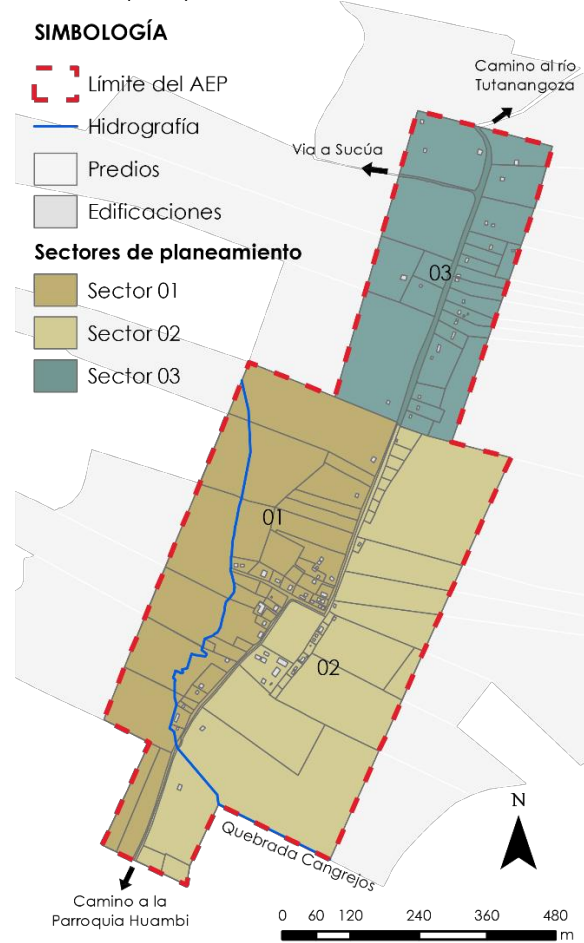 SIMBOLOGÍA
Límite del AEP
Hidrografía
Predios
Edificaciones
Sectores de planeamiento
Sector 01
Sector 02
Sector 03
Camino al río
Tutanangoza
Via a Sucúa
03
01
02
Quebrada Cangrejos
N
Camino a la
Parroquia Huambi
0 60 120 240 360 480
m